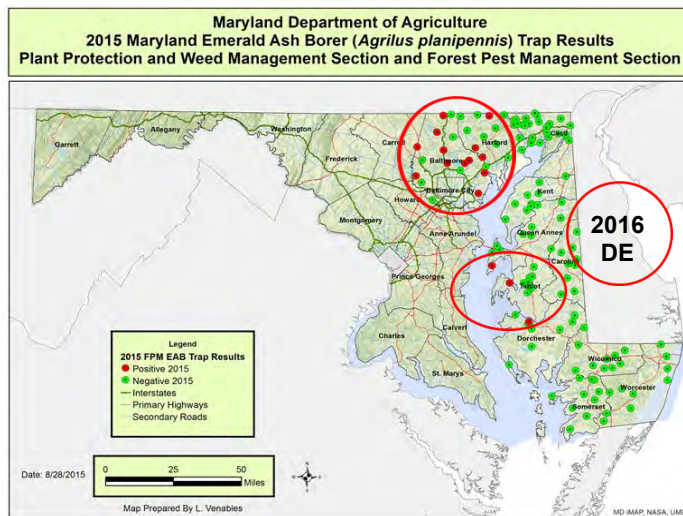 Maryland Department of Agriculture
2015 Maryland Emerald Ash Borer (Agrilus planipennis) Trap Results
Plant Protection and Weed Management Section and Forest Pest Management Section
Garrett
Allegany
Washington
Frederick
Carroll
Baltimore
Harford
Cecil
Baltimore City
Howard
Kent
Montgomery
Anne Arundel
Queen Annes
2016
DE
Caroline
Prince Georges
Talbot
Charles
Calvert
Dorchester
St. Marys
Wicomico
Worcester
Somerset
Legend
2015 FPM EAB Trap Results
Positive 2015
Negative 2015
Interstates
Primary Highways
Secondary Roads
Date: 8/28/2015
0 25 50
Miles
Map Prepared By L. Venables
MD iMAP, NASA, UMD